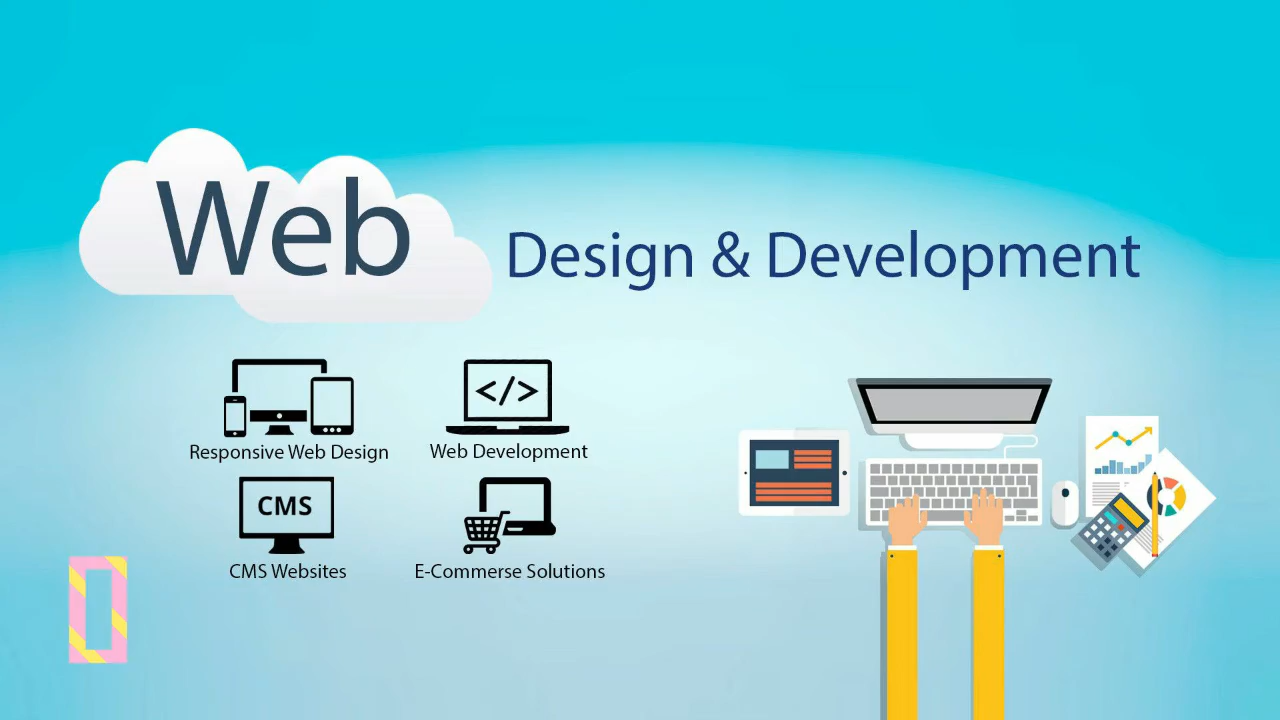 Web
Design & Development
</>
Responsive Web Design
Web Development
CMS
CMS Websites
E-Commerse Solutions